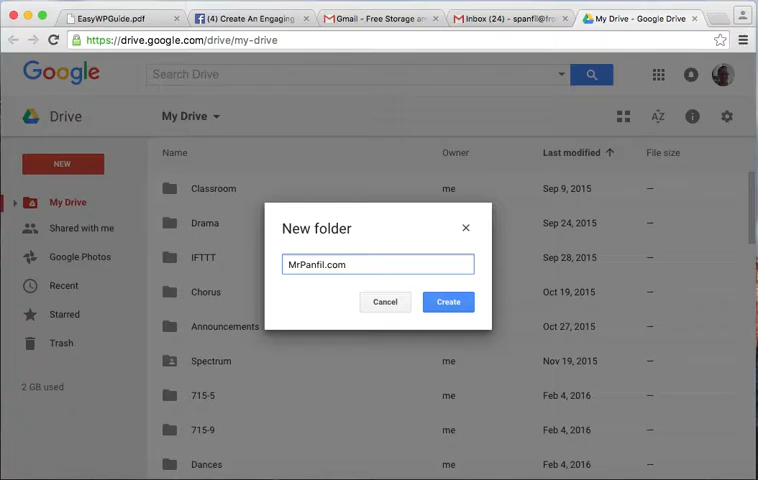 EasyWPGuide.pdf
(4) Create An Engaging
Gmail - Free Storage an
Inbox (24) - spanfil@fro
My Drive - Google Drive
https://drive.google.com/drive/my-drive
Google
Search Drive
Drive
My Drive
AZ
NEW
Name
Owner
Last modified
File size
My Drive
Shared with me
Google Photos
Recent
Starred
Trash
2 GB used
Classroom me Sep 9, 2015 —
Drama Sep 24, 2015 —
IFTTT Sep 28, 2015 —
Chorus Oct 19, 2015 —
Announcements Oct 27, 2015 —
Spectrum me Nov 19, 2015 —
715-5 me Feb 4, 2016 —
715-9 me Feb 4, 2016 —
Dances me Feb 4, 2016 —
New folder
MrPanfil.com
Cancel
Create